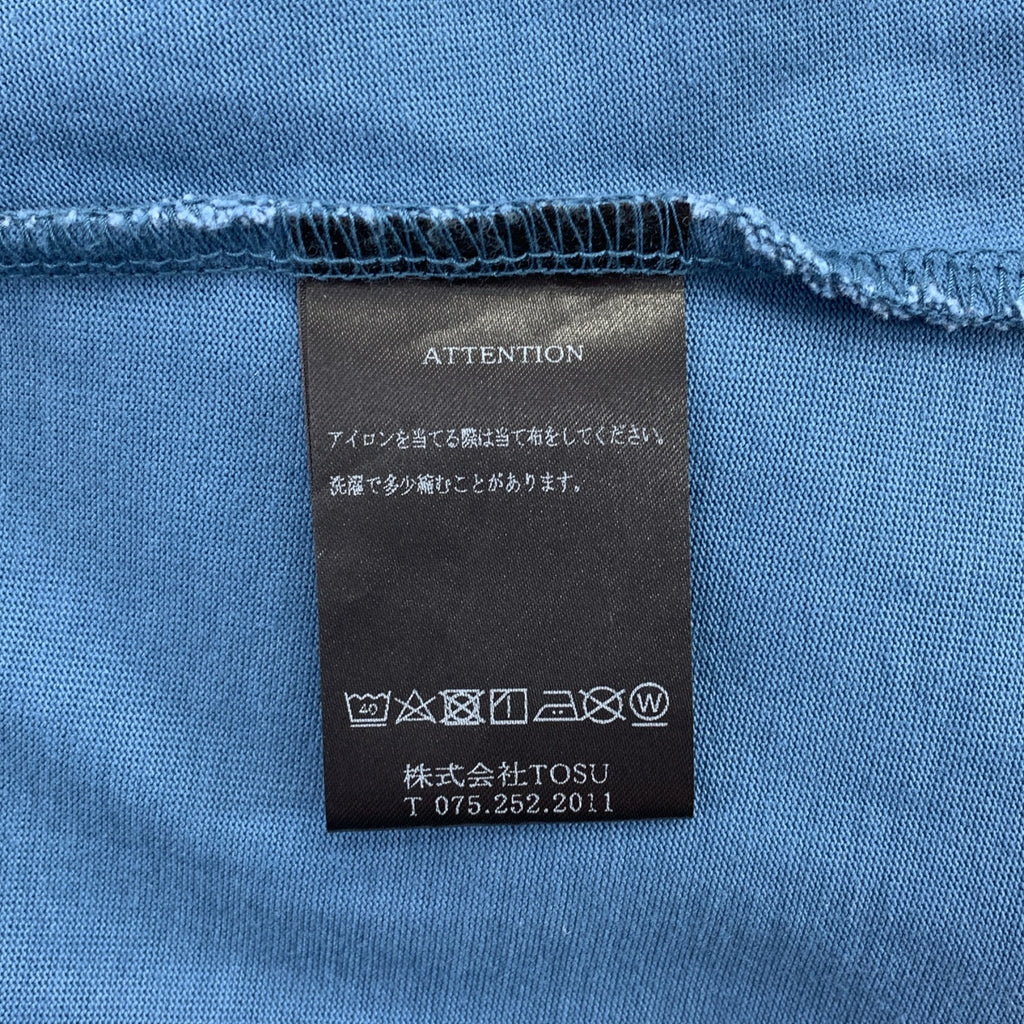 ATTENTION
アイロンを当てる際は当て布をしてください。
洗濯で多少縮むことがあります。
40 W
株式会社TOSU
T 075.252.2011